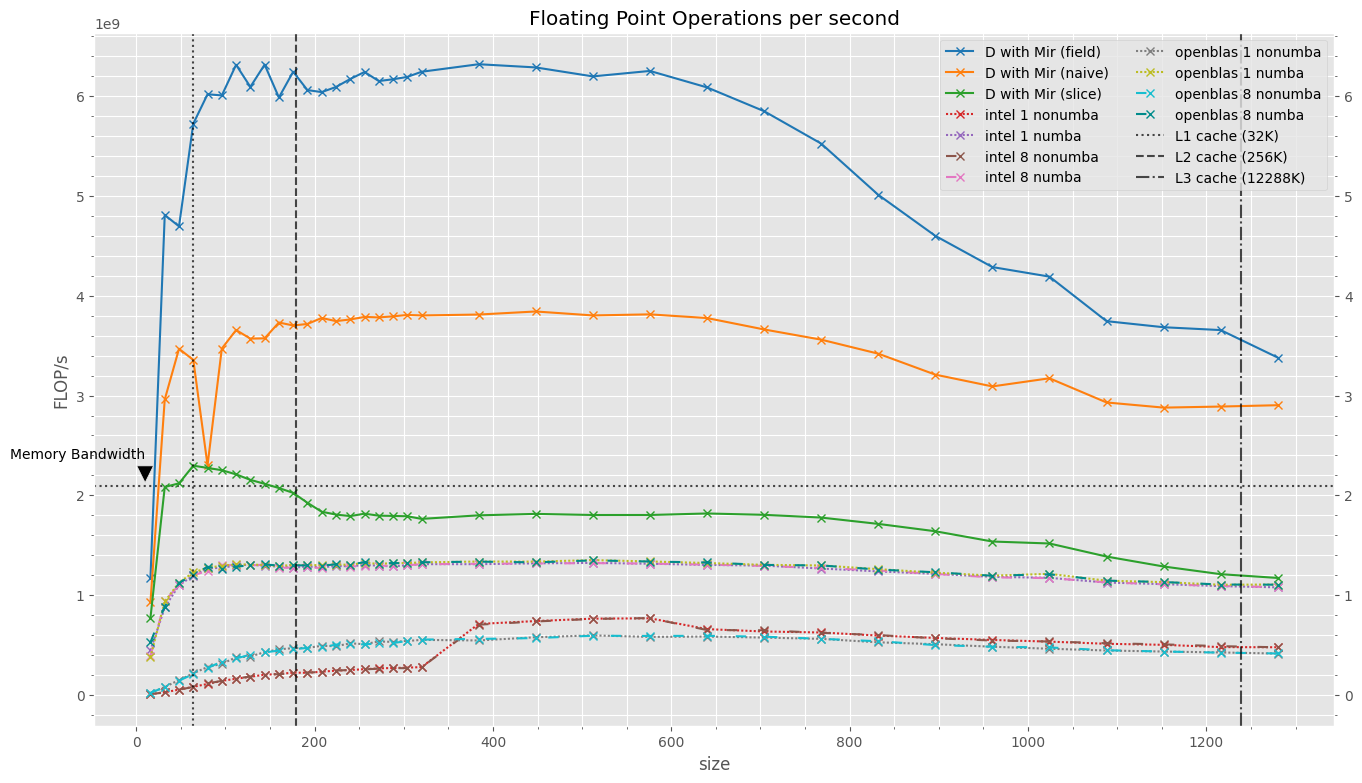 Floating Point Operations per second
1e9
D with Mir (field)
D with Mir (naive)
D with Mir (slice)
intel 1 nonumba
intel 1 numba
intel 8 nonumba
intel 8 numba
openblas 1 nonumba
openblas 1 numba
openblas 8 nonumba
openblas 8 numba
L1 cache (32K)
L2 cache (256K)
L3 cache (12288K)
6
5
4
3
2
1
0
FLOP/s
Memory Bandwidth
6
5
4
3
2
1
0
0 200 400 600 800 1000 1200
size